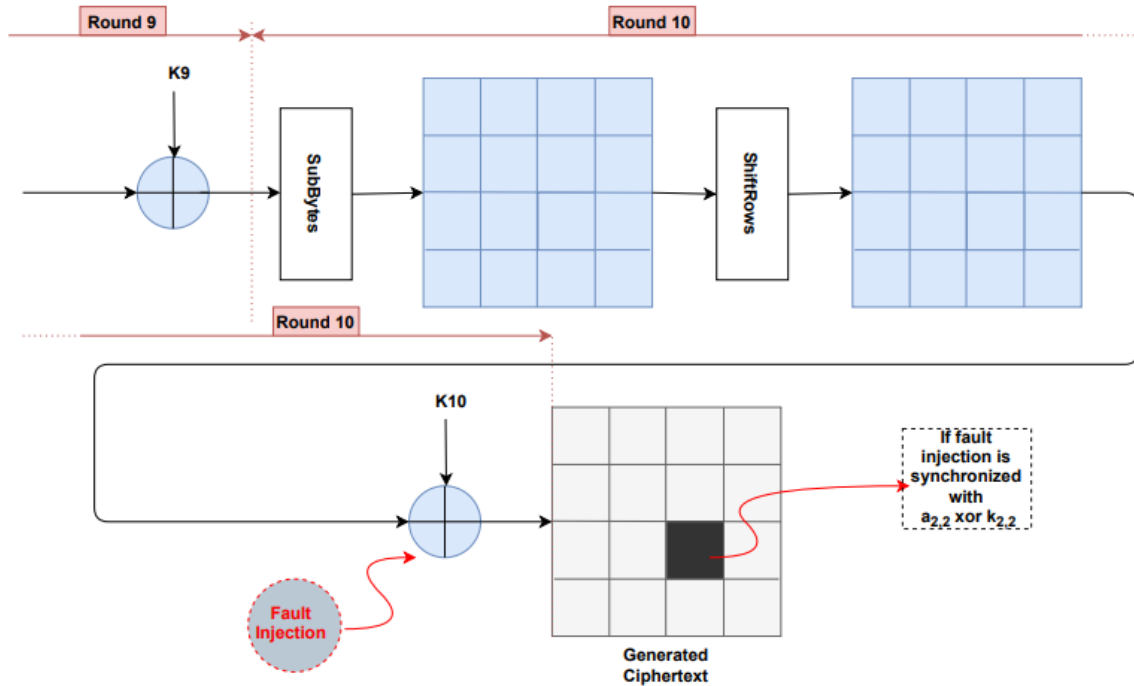 Round 9
Round 10
K9
SubBytes
ShiftRows
Round 10
K10
If fault
injection is
synchronized
with
a2,2 xor k2,2
Fault
Injection
Generated
Ciphertext